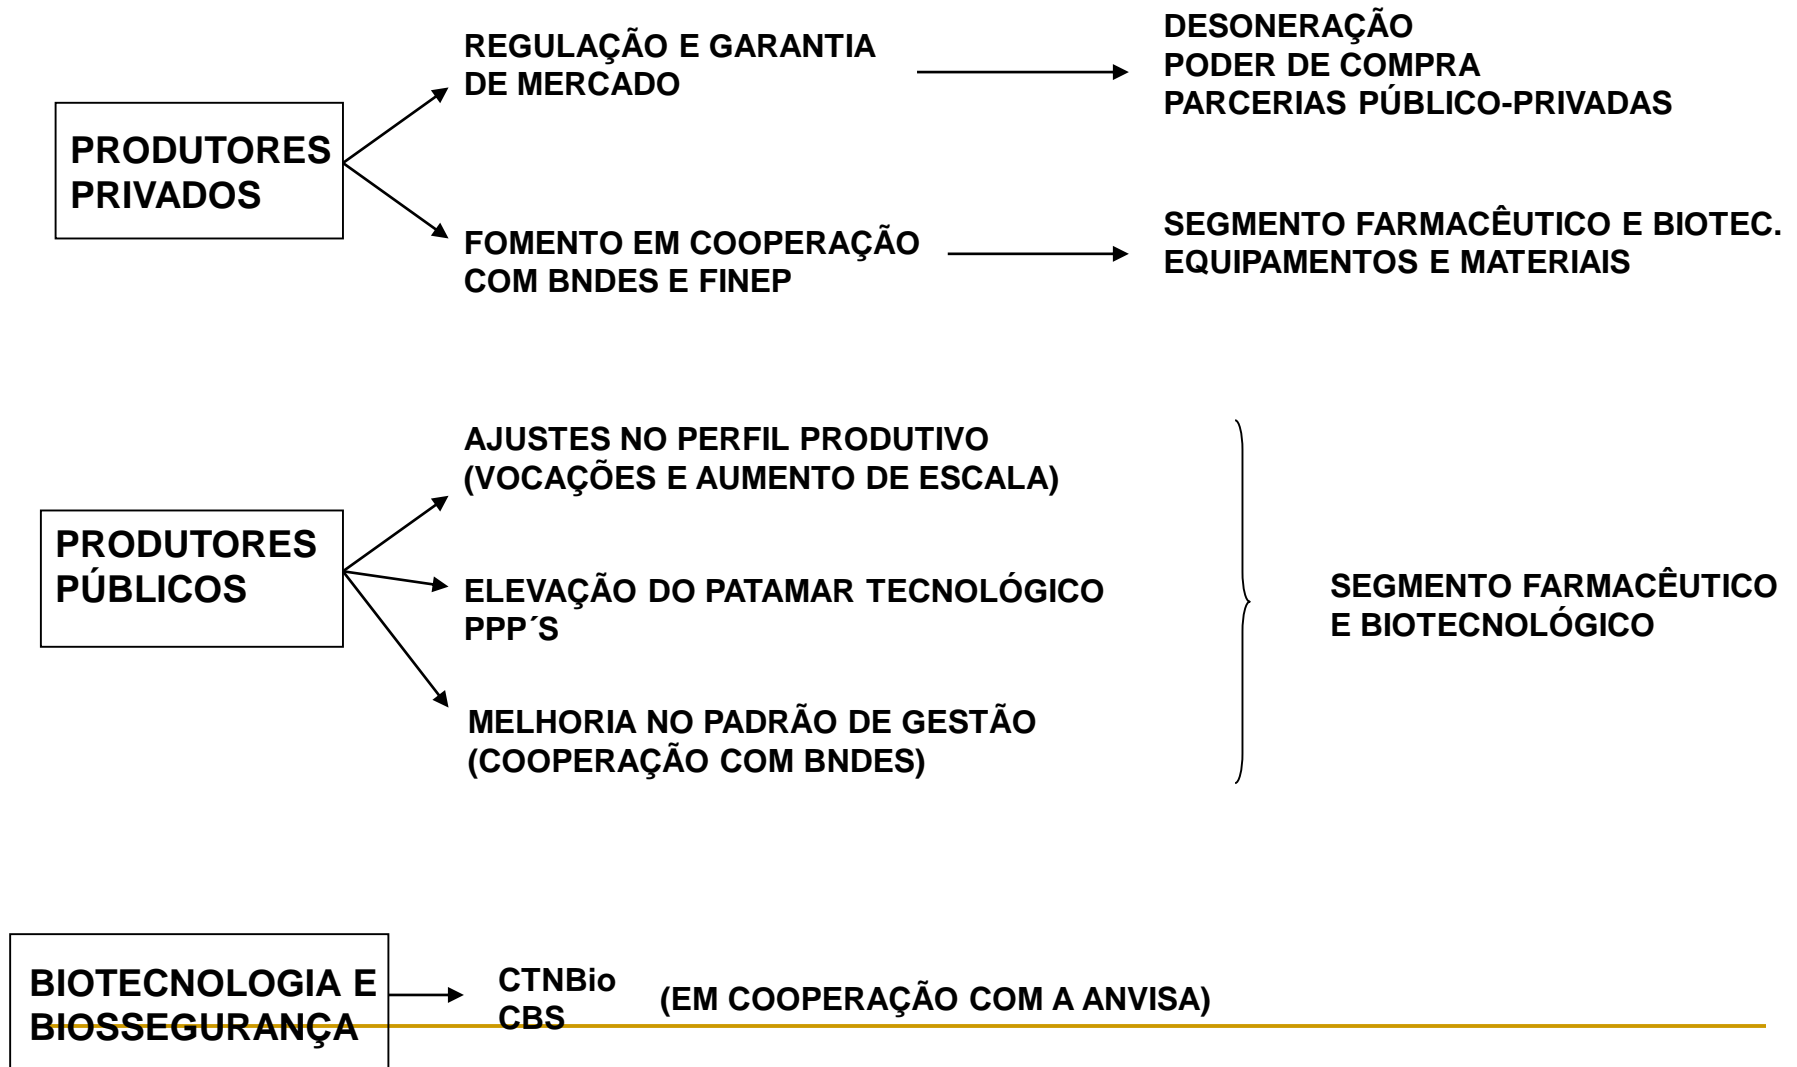 PRODUTORES
PRIVADOS
REGULAÇÃO E GARANTIA
DE MERCADO
DESONERAÇÃO
PODER DE COMPRA
PARCERIAS PÚBLICO-PRIVADAS
FOMENTO EM COOPERAÇÃO
COM BNDES E FINEP
SEGMENTO FARMACÊUTICO E BIOTEC.
EQUIPAMENTOS E MATERIAIS
PRODUTORES
PÚBLICOS
AJUSTES NO PERFIL PRODUTIVO
(VOCAÇÕES E AUMENTO DE ESCALA)
ELEVAÇÃO DO PATAMAR TECNOLÓGICO
PPP´S
MELHORIA NO PADRÃO DE GESTÃO
(COOPERAÇÃO COM BNDES)
SEGMENTO FARMACÊUTICO
E BIOTECNOLÓGICO
BIOTECNOLOGIA E
BIOSSEGURANÇA
CTNBio
CBS
(EM COOPERAÇÃO COM A ANVISA)